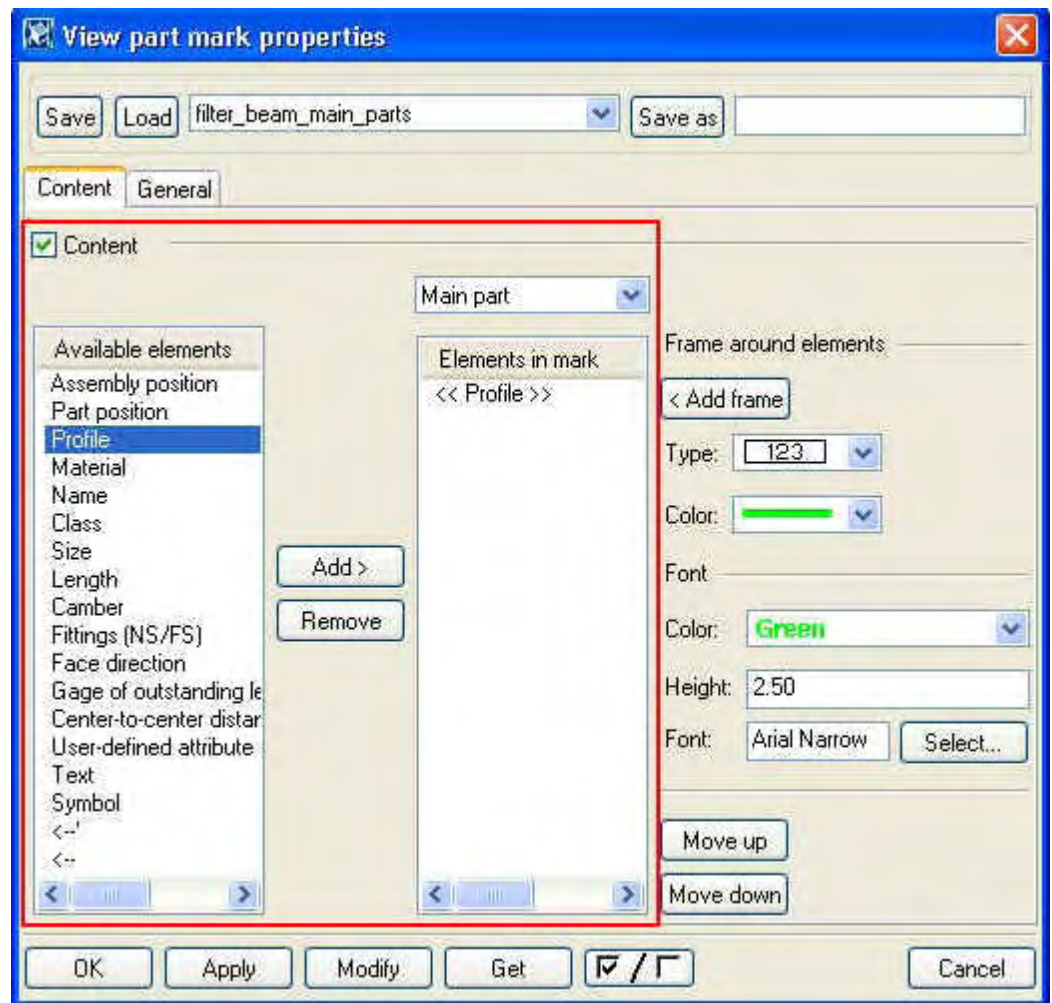 View part mark properties
Save Load filter_beam_main_parts Save as
Content General
Content
Main part
Available elements
Assembly position
Part position
Profile
Material
Name
Class
Size
Length
Camber
Fittings (NS/FS)
Face direction
Gage of outstanding le
Center-to-center distar
User-defined attribute
Text
Symbol
<--'
<--
Add >
Remove
Elements in mark
<< Profile >>
Frame around elements
< Add frame
Type: 123
Color:
Font
Color: Green
Height: 2.50
Font: Arial Narrow Select...
Move up
Move down
OK Apply Modify Get / Cancel